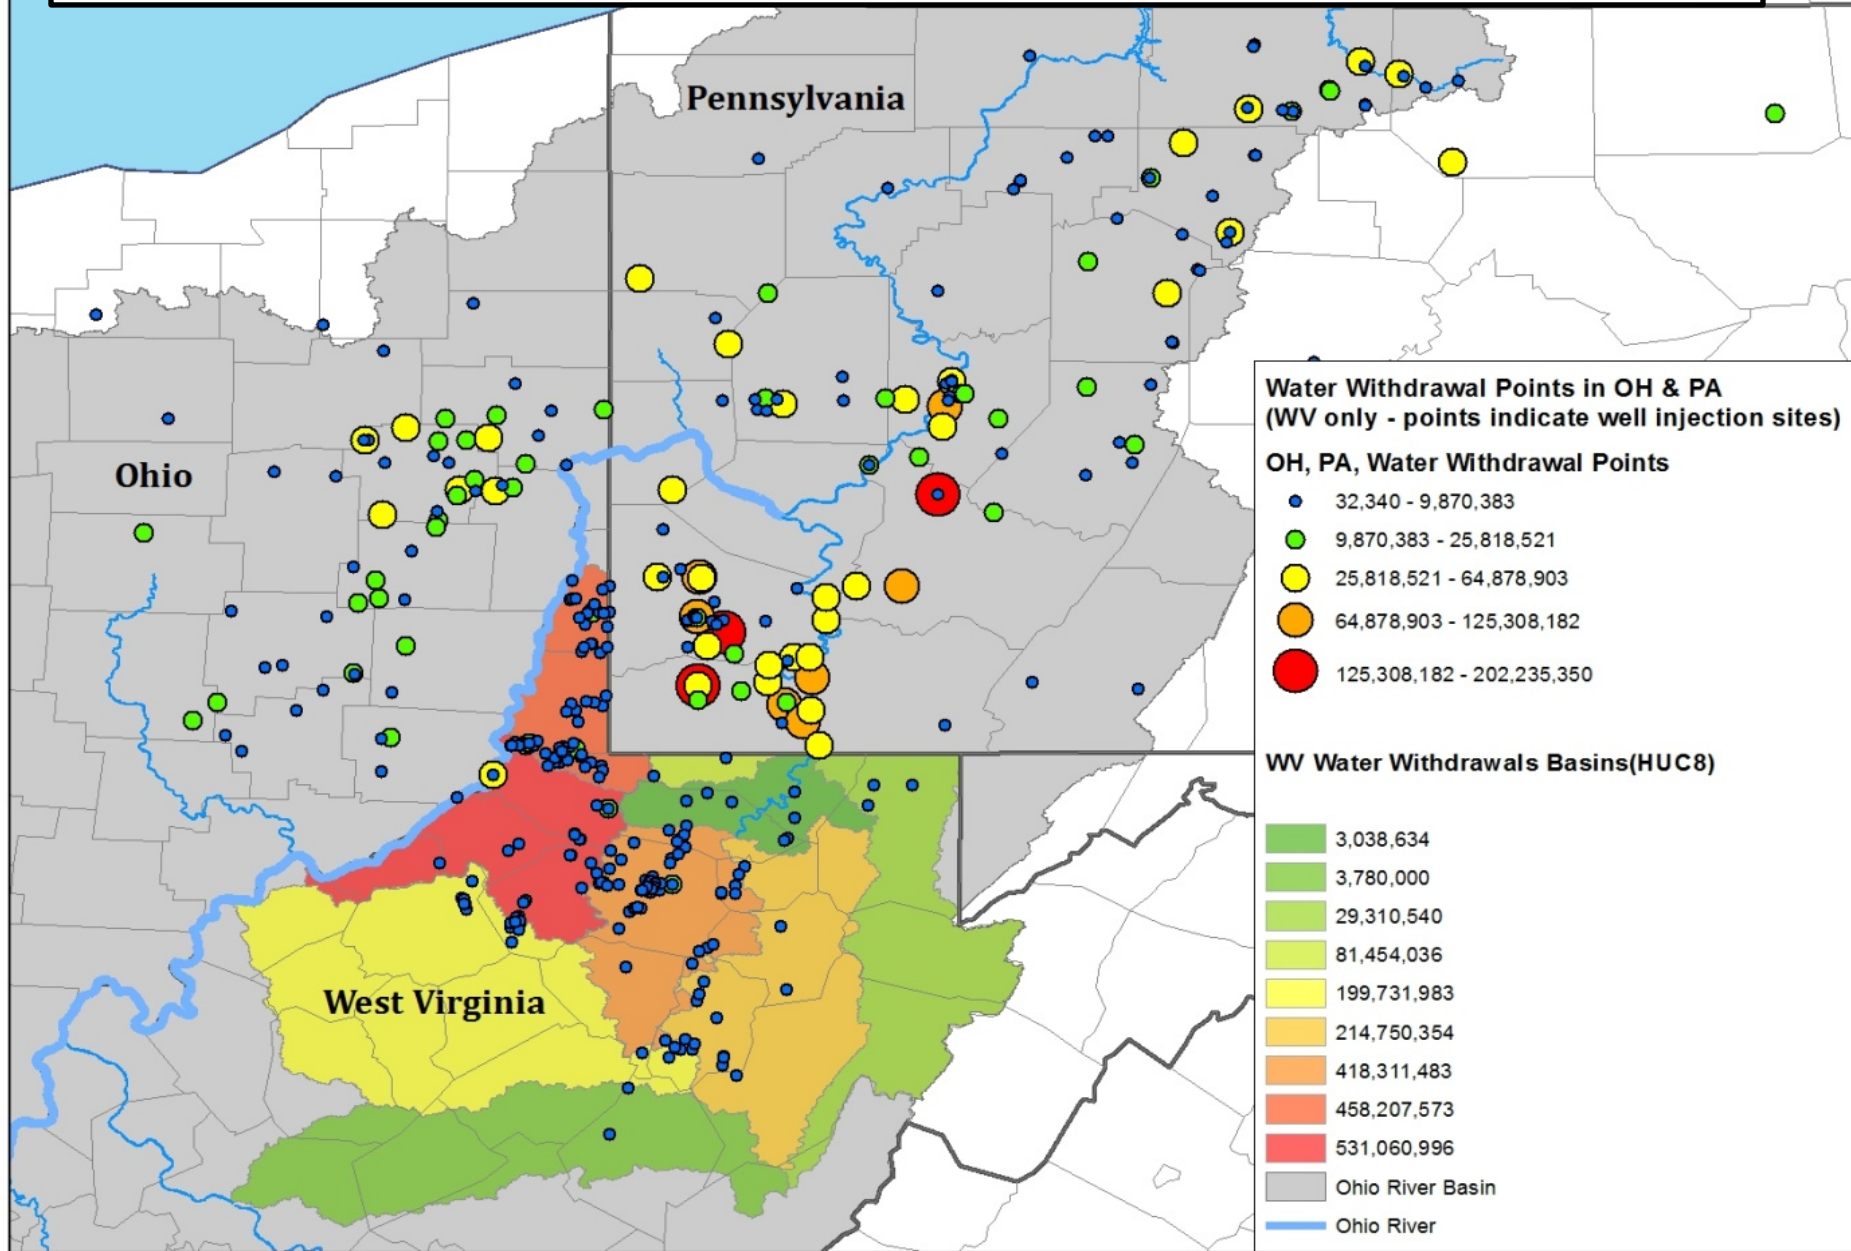 Pennsylvania
Ohio
West Virginia
Water Withdrawal Points in OH & PA
(WV only - points indicate well injection sites)
OH, PA, Water Withdrawal Points
32,340 - 9,870,383
9,870,383 - 25,818,521
25,818,521 - 64,878,903
64,878,903 - 125,308,182
125,308,182 - 202,235,350
WV Water Withdrawals Basins(HUC8)
3,038,634
3,780,000
29,310,540
81,454,036
199,731,983
214,750,354
418,311,483
458,207,573
531,060,996
Ohio River Basin
Ohio River